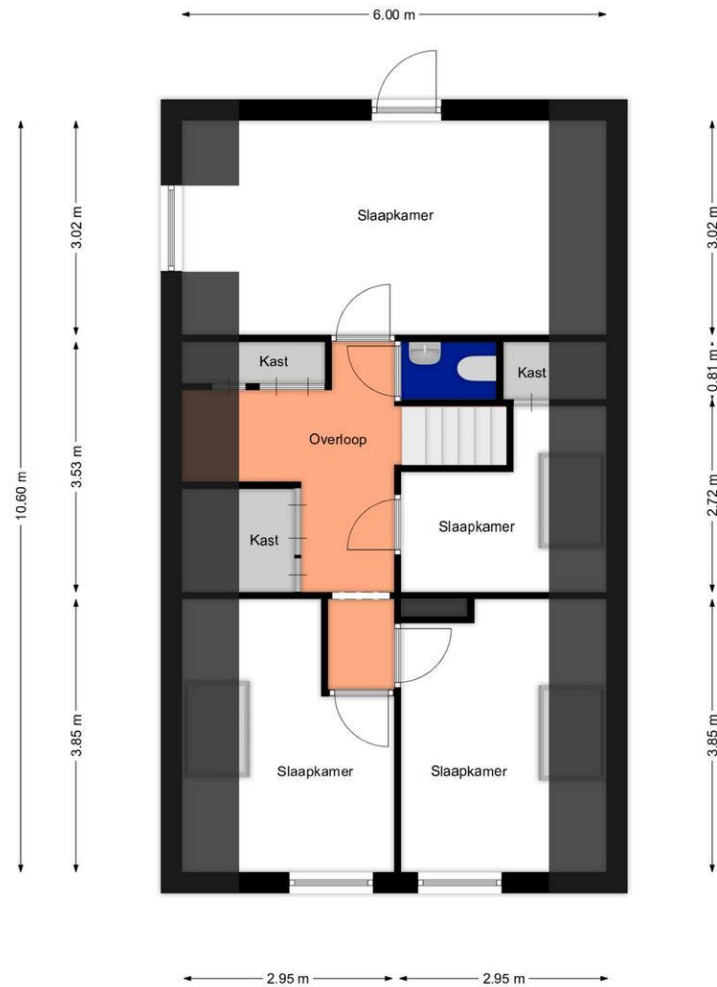 6.00 m
Slaapkamer
3.02 m
3.02 m
Kast
Kast
0.81 m
Overloop
10.60 m
3.53 m
2.72 m
Slaapkamer
Kast
3.85 m
3.85 m
Slaapkamer
Slaapkamer
2.95 m
2.95 m